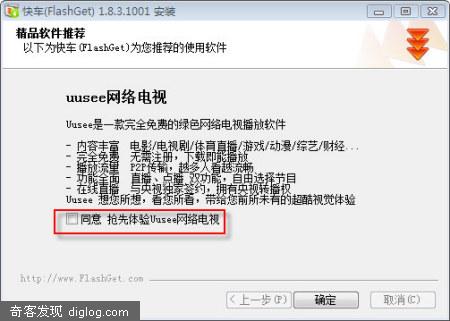 快车(FlashGet) 1.8.3.1001 安装
精品软件推荐
以下为快车(FlashGet)为您推荐的使用软件
uusee网络电视
Uusee是一款完全免费的绿色网络电视播放软件
- 内容丰富 电影/电视剧/体育直播/游戏/动漫/综艺/财经...
- 完全免费 无需注册，下载即能播放
- 播放流里 P2P传输，越多人看越流畅
- 功能全面 直播、点播 双功能，自由选择节目
- 在线直播 与央视独家签约，拥有央视转播权
Uusee 想您所想，看您所看，带给您前所未有的超酷视觉体验
同意 抢先体验Uusee网络电视
http://www.FlashGet.com
<上一步(P) 确定 取消(C)
奇客发现 diglog.com